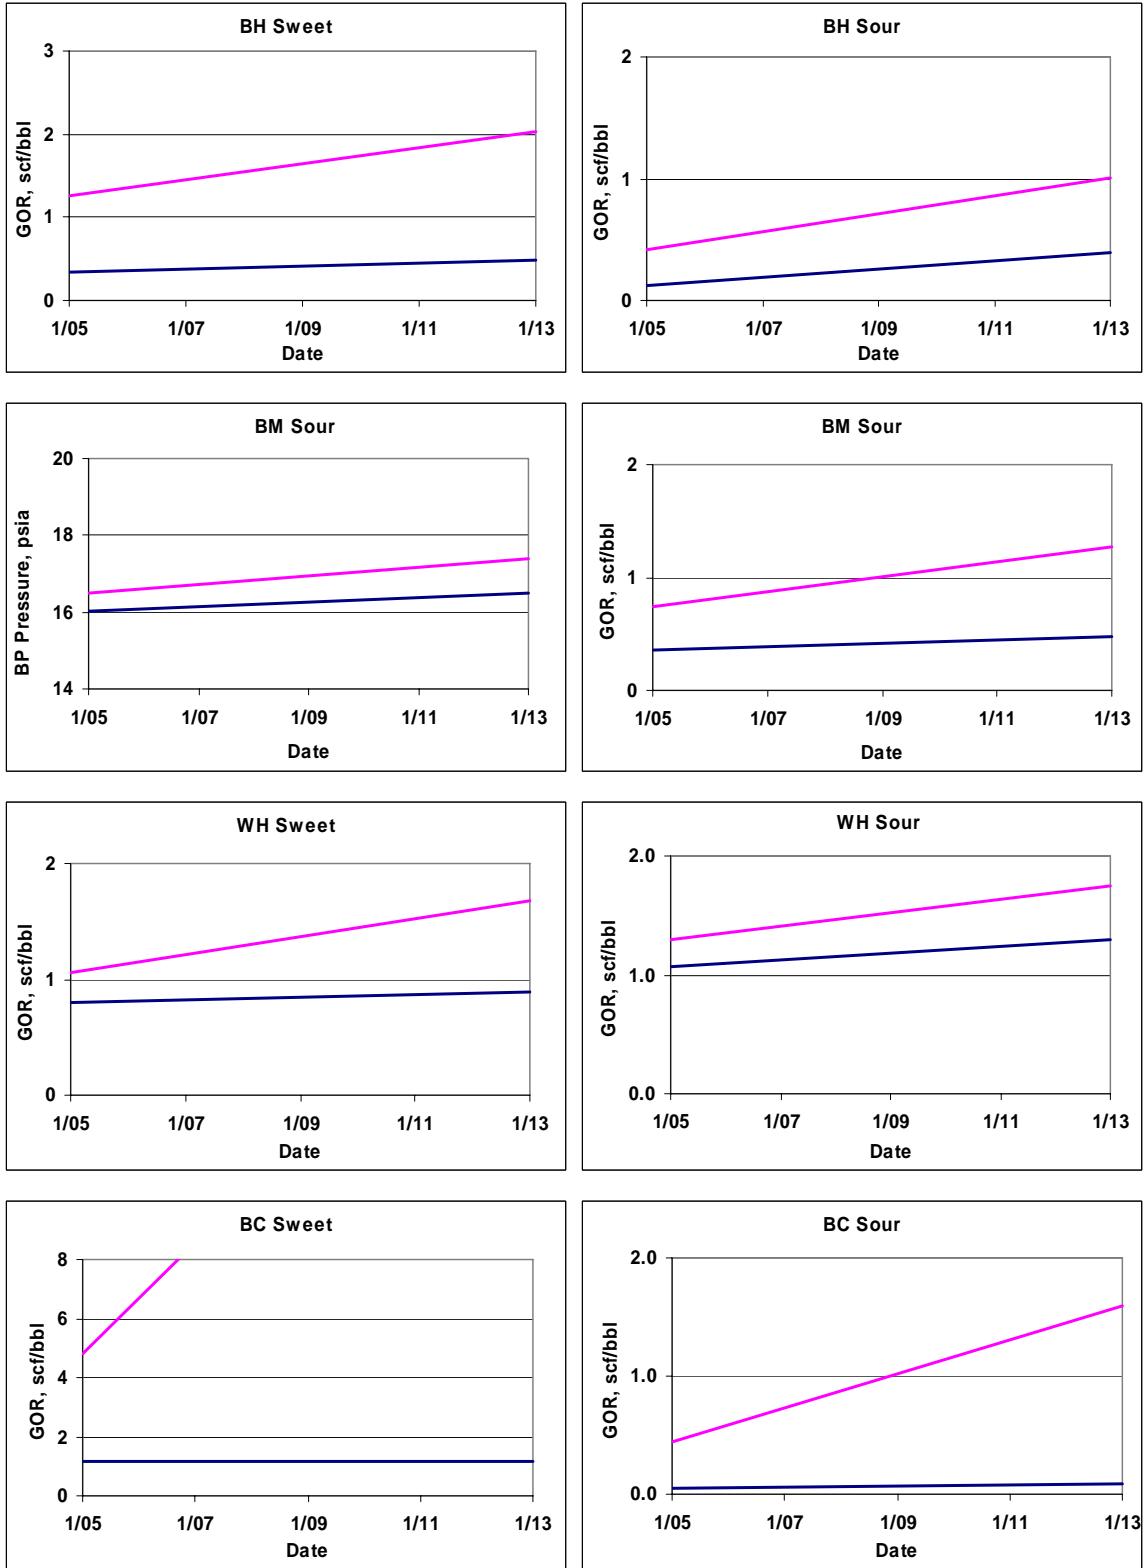 BH Sweet
3
2
1
0
GOR, scf/bbl
1/05 1/07 1/09 1/11 1/13
Date
BH Sour
2
1
0
GOR, scf/bbl
1/05 1/07 1/09 1/11 1/13
Date
BM Sour
20
18
16
14
BP Pressure, psia
1/05 1/07 1/09 1/11 1/13
Date
BM Sour
2
1
0
GOR, scf/bbl
1/05 1/07 1/09 1/11 1/13
Date
WH Sweet
2
1
0
GOR, scf/bbl
1/05 1/07 1/09 1/11 1/13
Date
WH Sour
2.0
1.0
0.0
GOR, scf/bbl
1/05 1/07 1/09 1/11 1/13
Date
BC Sweet
8
6
4
2
0
GOR, scf/bbl
1/05 1/07 1/09 1/11 1/13
Date
BC Sour
2.0
1.0
0.0
GOR, scf/bbl
1/05 1/07 1/09 1/11 1/13
Date